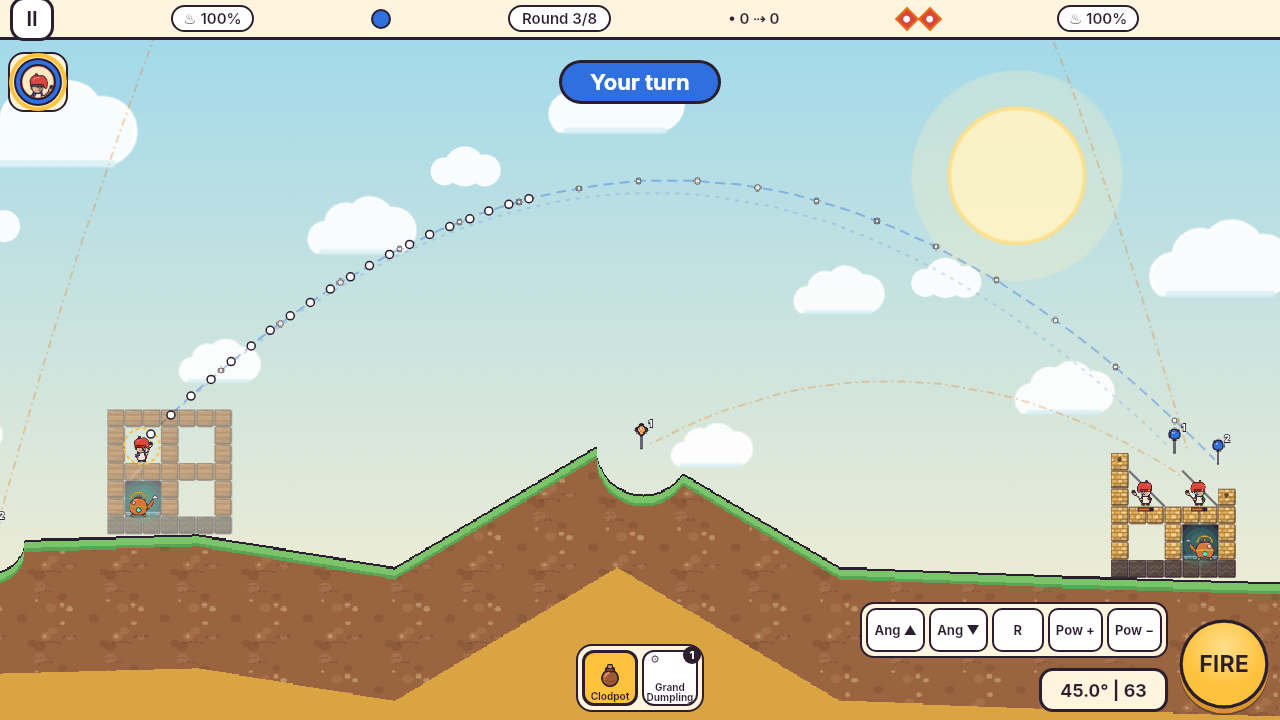 100%
Round 3/8
• 0 ⇢ 0
100%
Your turn
1
1
2
2
Ang ▲
Ang ▼
R
Pow +
Pow −
1
Clodpot
Grand
Dumpling
45.0° | 63
FIRE